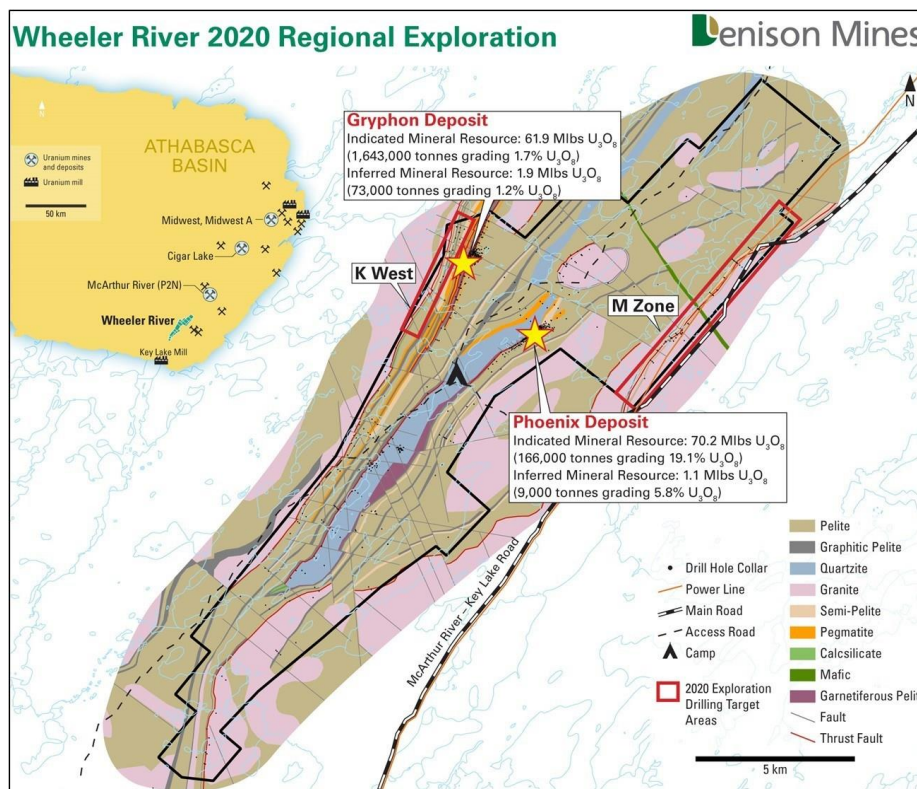 Wheeler River 2020 Regional Exploration
Denison Mines
N
Uranium mines
and deposits
Uranium mill
50 km
ATHABASCA
BASIN
Midwest, Midwest A
Cigar Lake
McArthur River (P2N)
Wheeler River
Key Lake Mill
Gryphon Deposit
Indicated Mineral Resource: 61.9 Mlbs U₃O₈
(1,643,000 tonnes grading 1.7% U₃O₈)
Inferred Mineral Resource: 1.9 Mlbs U₃O₈
(73,000 tonnes grading 1.2% U₃O₈)
K West
M Zone
Phoenix Deposit
Indicated Mineral Resource: 70.2 Mlbs U₃O₈
(166,000 tonnes grading 19.1% U₃O₈)
Inferred Mineral Resource: 1.1 Mlbs U₃O₈
(9,000 tonnes grading 5.8% U₃O₈)
McArthur River – Key Lake Road
Drill Hole Collar
Power Line
Main Road
Access Road
Camp
2020 Exploration
Drilling Target
Areas
Pelite
Graphitic Pelite
Quartzite
Granite
Semi-Pelite
Pegmatite
Calcsilicate
Mafic
Garnetiferous Pelit
Fault
Thrust Fault
5 km